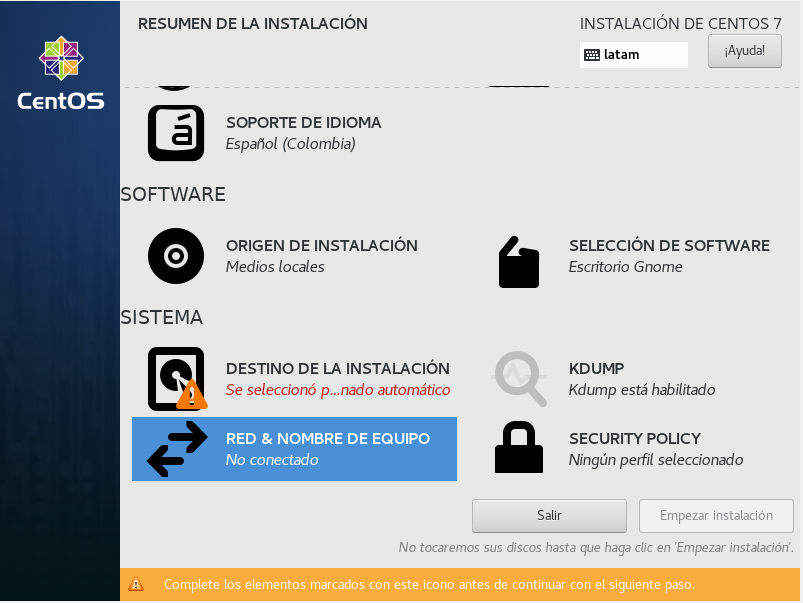 RESUMEN DE LA INSTALACIÓN
INSTALACIÓN DE CENTOS 7
latam
¡Ayuda!
CentOS
SOPORTE DE IDIOMA
Español (Colombia)
SOFTWARE
ORIGEN DE INSTALACIÓN
Medios locales
SELECCIÓN DE SOFTWARE
Escritorio Gnome
SISTEMA
DESTINO DE LA INSTALACIÓN
Se seleccionó p...nado automático
KDUMP
Kdump está habilitado
RED & NOMBRE DE EQUIPO
No conectado
SECURITY POLICY
Ningún perfil seleccionado
Salir
Empezar instalación
No tocaremos sus discos hasta que haga clic en 'Empezar instalación'.
Complete los elementos marcados con este icono antes de continuar con el siguiente paso.